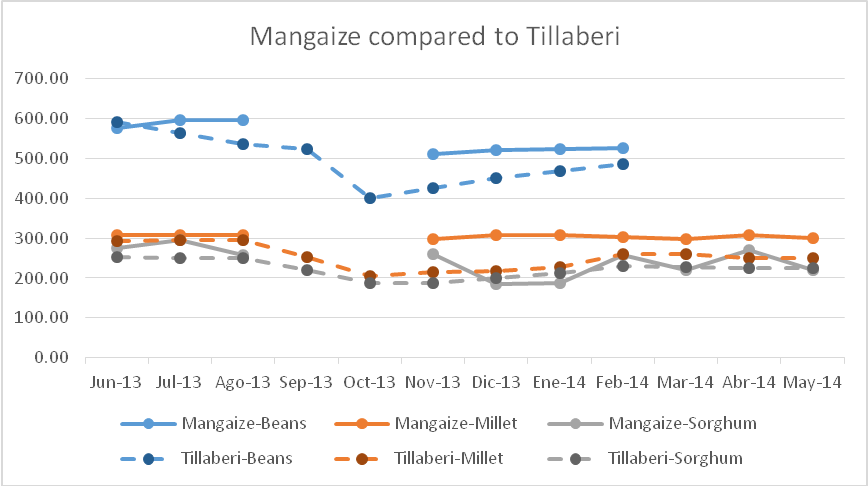 Mangaize compared to Tillaberi
700.00
600.00
500.00
400.00
300.00
200.00
100.00
0.00
Jun-13 Jul-13 Ago-13 Sep-13 Oct-13 Nov-13 Dic-13 Ene-14 Feb-14 Mar-14 Abr-14 May-14
Mangaize-Beans Mangaize-Millet Mangaize-Sorghum
Tillaberi-Beans Tillaberi-Millet Tillaberi-Sorghum